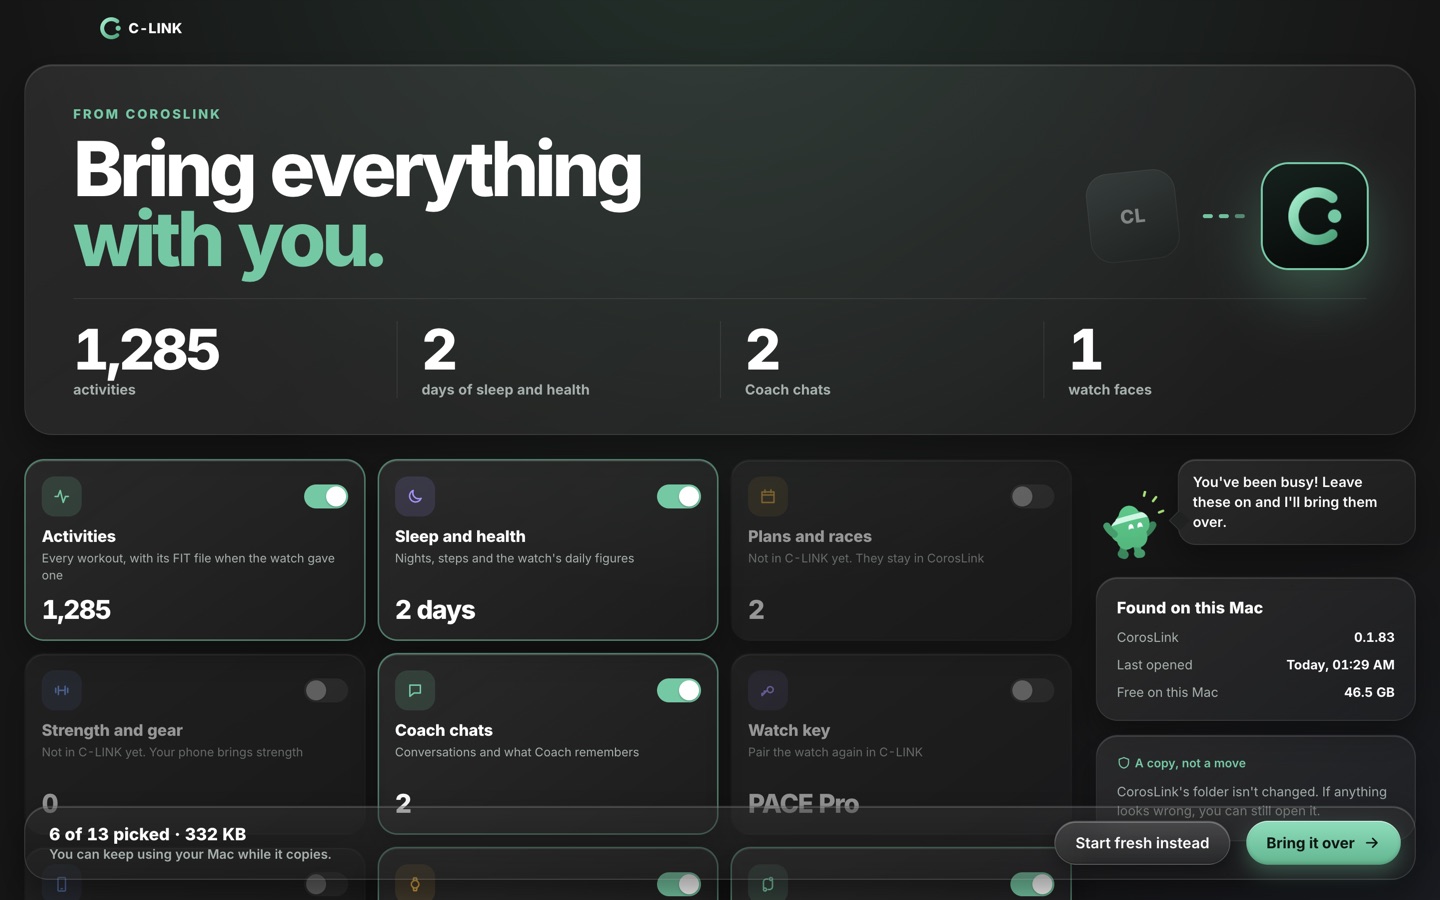 C-LINK
FROM COROSLINK
Bring everything
with you.
CL
1,285
activities
2
days of sleep and health
2
Coach chats
1
watch faces
Activities
Every workout, with its FIT file when the watch gave
one
1,285
Sleep and health
Nights, steps and the watch's daily figures
2 days
Plans and races
Not in C-LINK yet. They stay in CorosLink
2
You've been busy! Leave
these on and I'll bring them
over.
Found on this Mac
CorosLink 0.1.83
Last opened Today, 01:29 AM
Free on this Mac 46.5 GB
Strength and gear
Not in C-LINK yet. Your phone brings strength
0
Coach chats
Conversations and what Coach remembers
2
Watch key
Pair the watch again in C-LINK
PACE Pro
A copy, not a move
CorosLink's folder isn't changed. If anything
looks wrong, you can still open it.
6 of 13 picked · 332 KB
You can keep using your Mac while it copies.
Start fresh instead
Bring it over →